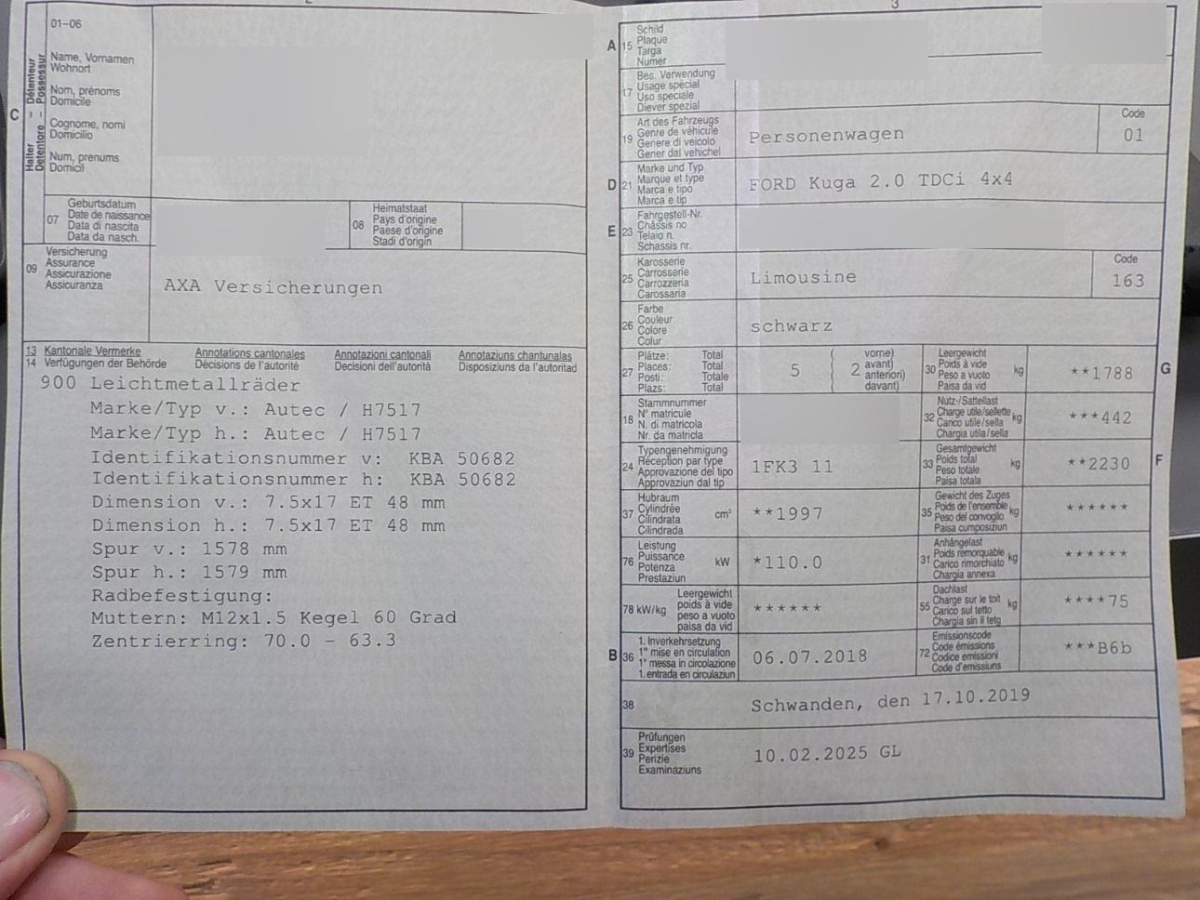 3
01-06
C
Halter - Détenteur
Detentore - Possessur
Name, Vornamen
Wohnort
Nom, prénoms
Domicile
Cognome, nomi
Domicilio
Num, prenums
Domicil
07
Geburtsdatum
Date de naissance
Data di nascita
Data da nasch.
08
Heimatstaat
Pays d'origine
Paese d'origine
Stadi d'origin
09
Versicherung
Assurance
Assicurazione
Assicuranza
AXA Versicherungen
13 Kantonale Vermerke Annotations cantonales Annotazioni cantonali Annotaziuns chantunalas
14 Verfügungen der Behörde Décisions de l'autorité Decisioni dell'autorità Disposiziuns da l'autoritad
900 Leichtmetallräder
Marke/Typ v.: Autec / H7517
Marke/Typ h.: Autec / H7517
Identifikationsnummer v: KBA 50682
Identifikationsnummer h: KBA 50682
Dimension v.: 7.5x17 ET 48 mm
Dimension h.: 7.5x17 ET 48 mm
Spur v.: 1578 mm
Spur h.: 1579 mm
Radbefestigung:
Muttern: M12x1.5 Kegel 60 Grad
Zentrierring: 70.0 - 63.3
A 15
Schild
Plaque
Targa
Numer
17
Bes. Verwendung
Usage spécial
Uso speciale
Diever spezial
19
Art des Fahrzeugs
Genre de véhicule
Genere di veicolo
Gener dal vehichel
Personenwagen
Code
01
D 21
Marke und Typ
Marque et type
Marca e tipo
Marca e tip
FORD Kuga 2.0 TDCi 4x4
E 23
Fahrgestell-Nr.
Châssis no
Telaio n.
Schassis nr.
25
Karosserie
Carrosserie
Carrozzeria
Carossaria
Limousine
Code
163
26
Farbe
Couleur
Colore
Colur
schwarz
27
Plätze: Total
Places: Total
Posti: Totale
Plazs: Total
5
( 2
vorne)
avant)
anteriori)
davant)
30
Leergewicht
Poids à vide
Peso a vuoto
Paisa da vid
kg
**1788
G
18
Stammnummer
N° matricule
N. di matricola
Nr. da matricla
32
Nutz-/Sattellast
Charge utile/sellette
Carico utile/sella
Chargia utila/sella
kg
***442
24
Typengenehmigung
Réception par type
Approvazione del tipo
Approvaziun dal tip
1FK3 11
33
Gesamtgewicht
Poids total
Peso totale
Paisa totala
kg
**2230
F
37
Hubraum
Cylindrée
Cilindrata
Cilindrada
cm³
**1997
35
Gewicht des Zuges
Poids de l'ensemble
Peso del convoglio
Paisa cumposiziun
kg
******
76
Leistung
Puissance
Potenza
Prestaziun
kW
*110.0
31
Anhängelast
Poids remorquable
Carico rimorchiato
Chargia annexa
kg
******
78 kW/kg
Leergewicht
poids à vide
peso a vuoto
paisa da vid
******
55
Dachlast
Charge sur le toit
Carico sul tetto
Chargia sin il tetg
kg
****75
B 36
1. Inverkehrsetzung
1re mise en circulation
1a messa in circolazione
1. entrada en circulaziun
06.07.2018
72
Emissionscode
Code émissions
Codice emissioni
Code d'emissiuns
***B6b
38
Schwanden, den 17.10.2019
39
Prüfungen
Expertises
Perizie
Examinaziuns
10.02.2025 GL